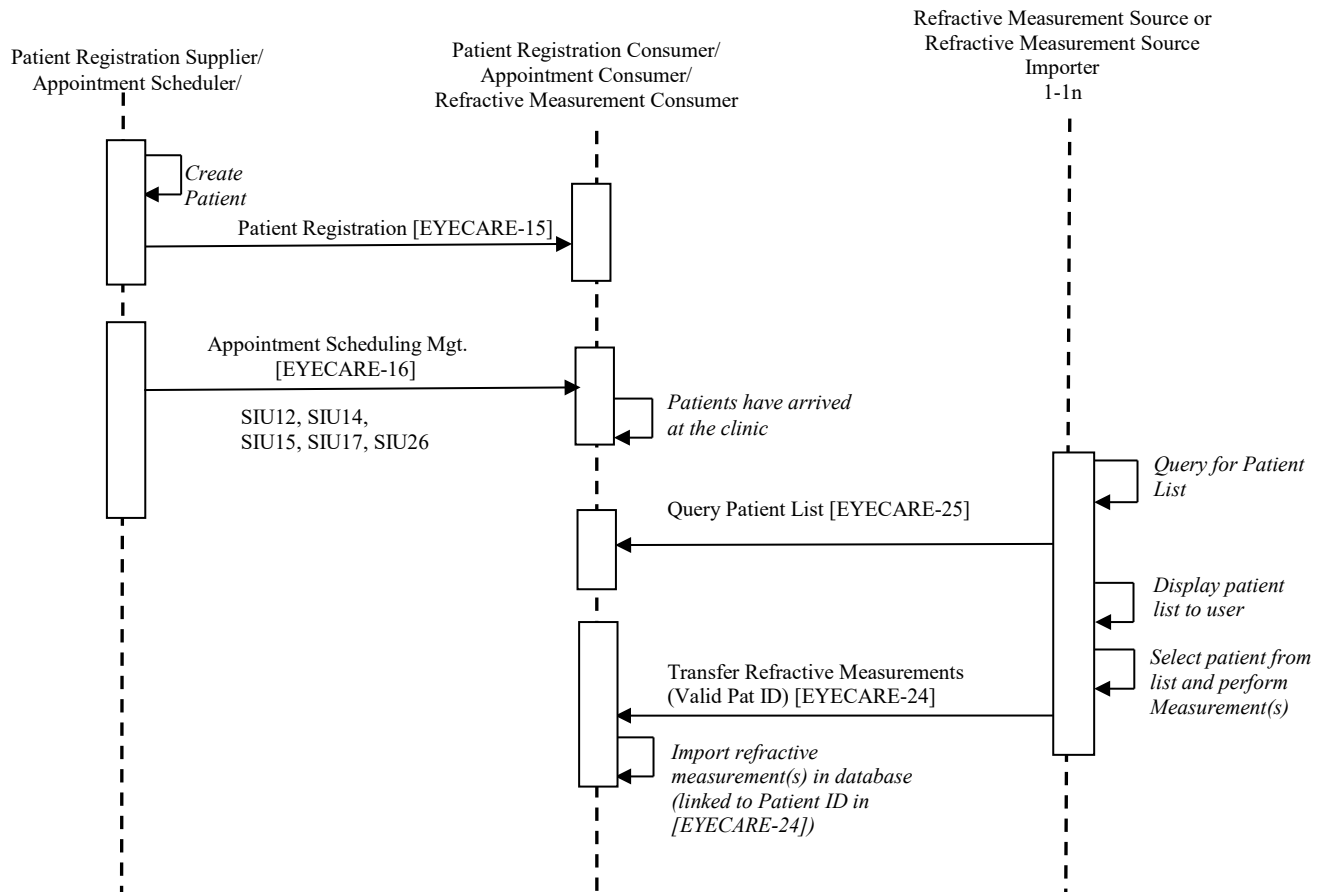 Patient Registration Supplier/
Appointment Scheduler/
Patient Registration Consumer/
Appointment Consumer/
Refractive Measurement Consumer
Refractive Measurement Source or
Refractive Measurement Source
Importer
1-1n
Create
Patient
Patient Registration [EYECARE-15]
Appointment Scheduling Mgt.
[EYECARE-16]
SIU12, SIU14,
SIU15, SIU17, SIU26
Patients have arrived
at the clinic
Query for Patient
List
Query Patient List [EYECARE-25]
Display patient
list to user
Select patient from
list and perform
Measurement(s)
Transfer Refractive Measurements
(Valid Pat ID) [EYECARE-24]
Import refractive
measurement(s) in database
(linked to Patient ID in
[EYECARE-24])